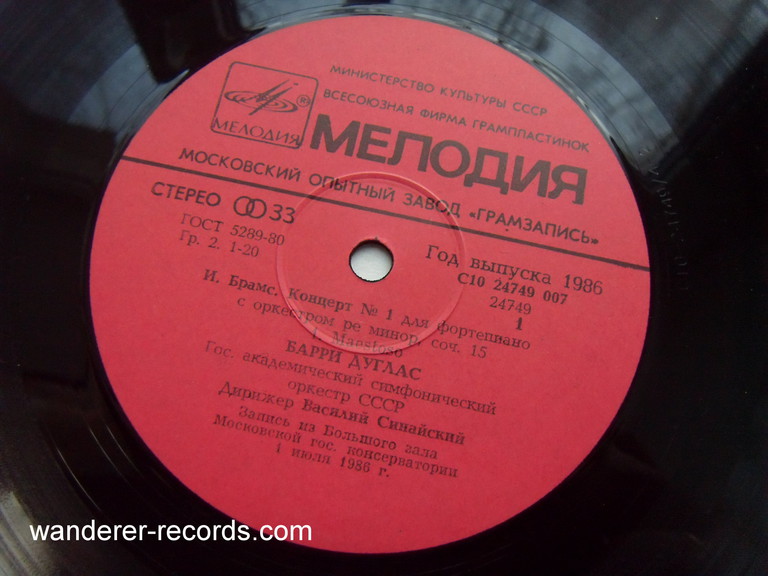 МИНИСТЕРСТВО КУЛЬТУРЫ СССР
ВСЕСОЮЗНАЯ ФИРМА ГРАМПЛАСТИНОК
МЕЛОДИЯ ®
МЕЛОДИЯ
МОСКОВСКИЙ ОПЫТНЫЙ ЗАВОД «ГРАМЗАПИСЬ»
СТЕРЕО 33
ГОСТ 5289-80
Гр. 2. 1-20
Год выпуска 1986
С10 24749 007
24749
1
И. Брамс. Концерт № 1 для фортепиано
с оркестром ре минор, соч. 15
1. Maestoso
БАРРИ ДУГЛАС
Гос. академический симфонический
оркестр СССР
Дирижер Василий Синайский
Запись из Большого зала
Московской гос. консерватории
1 июля 1986 г.
wanderer-records.com